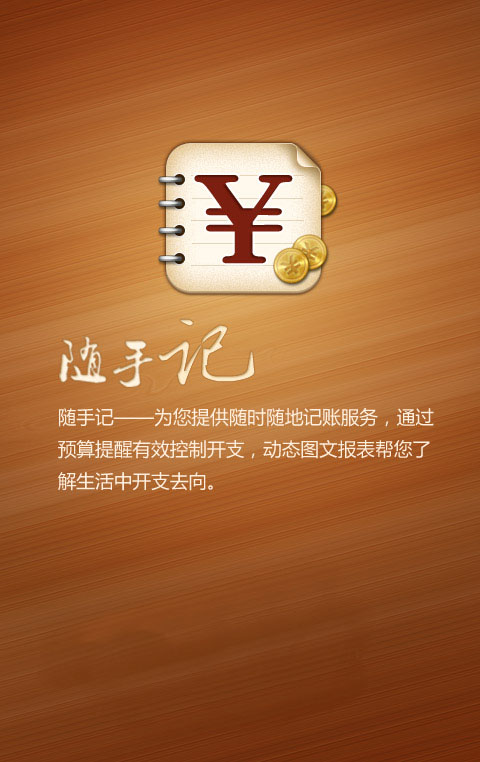 ¥
随手记
随手记——为您提供随时随地记账服务，通过
预算提醒有效控制开支，动态图文报表帮您了
解生活中开支去向。